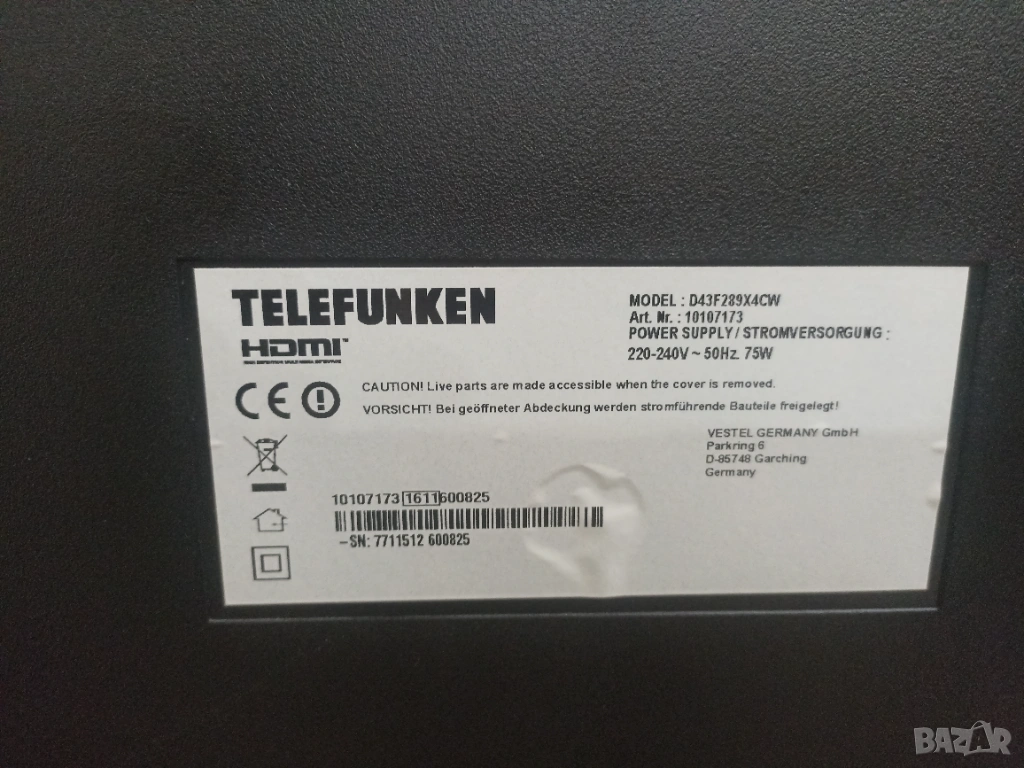 TELEFUNKEN
HDMI
MODEL : D43F289X4CW
Art. Nr. : 10107173
POWER SUPPLY / STROMVERSORGUNG :
220-240V ~ 50Hz. 75W
CE
CAUTION! Live parts are made accessible when the cover is removed.
VORSICHT! Bei geöffneter Abdeckung werden stromführende Bauteile freigelegt!
VESTEL GERMANY GmbH
Parkring 6
D-85748 Garching
Germany
10107173 1611 600825
-SN: 7711512 600825
BAZAR